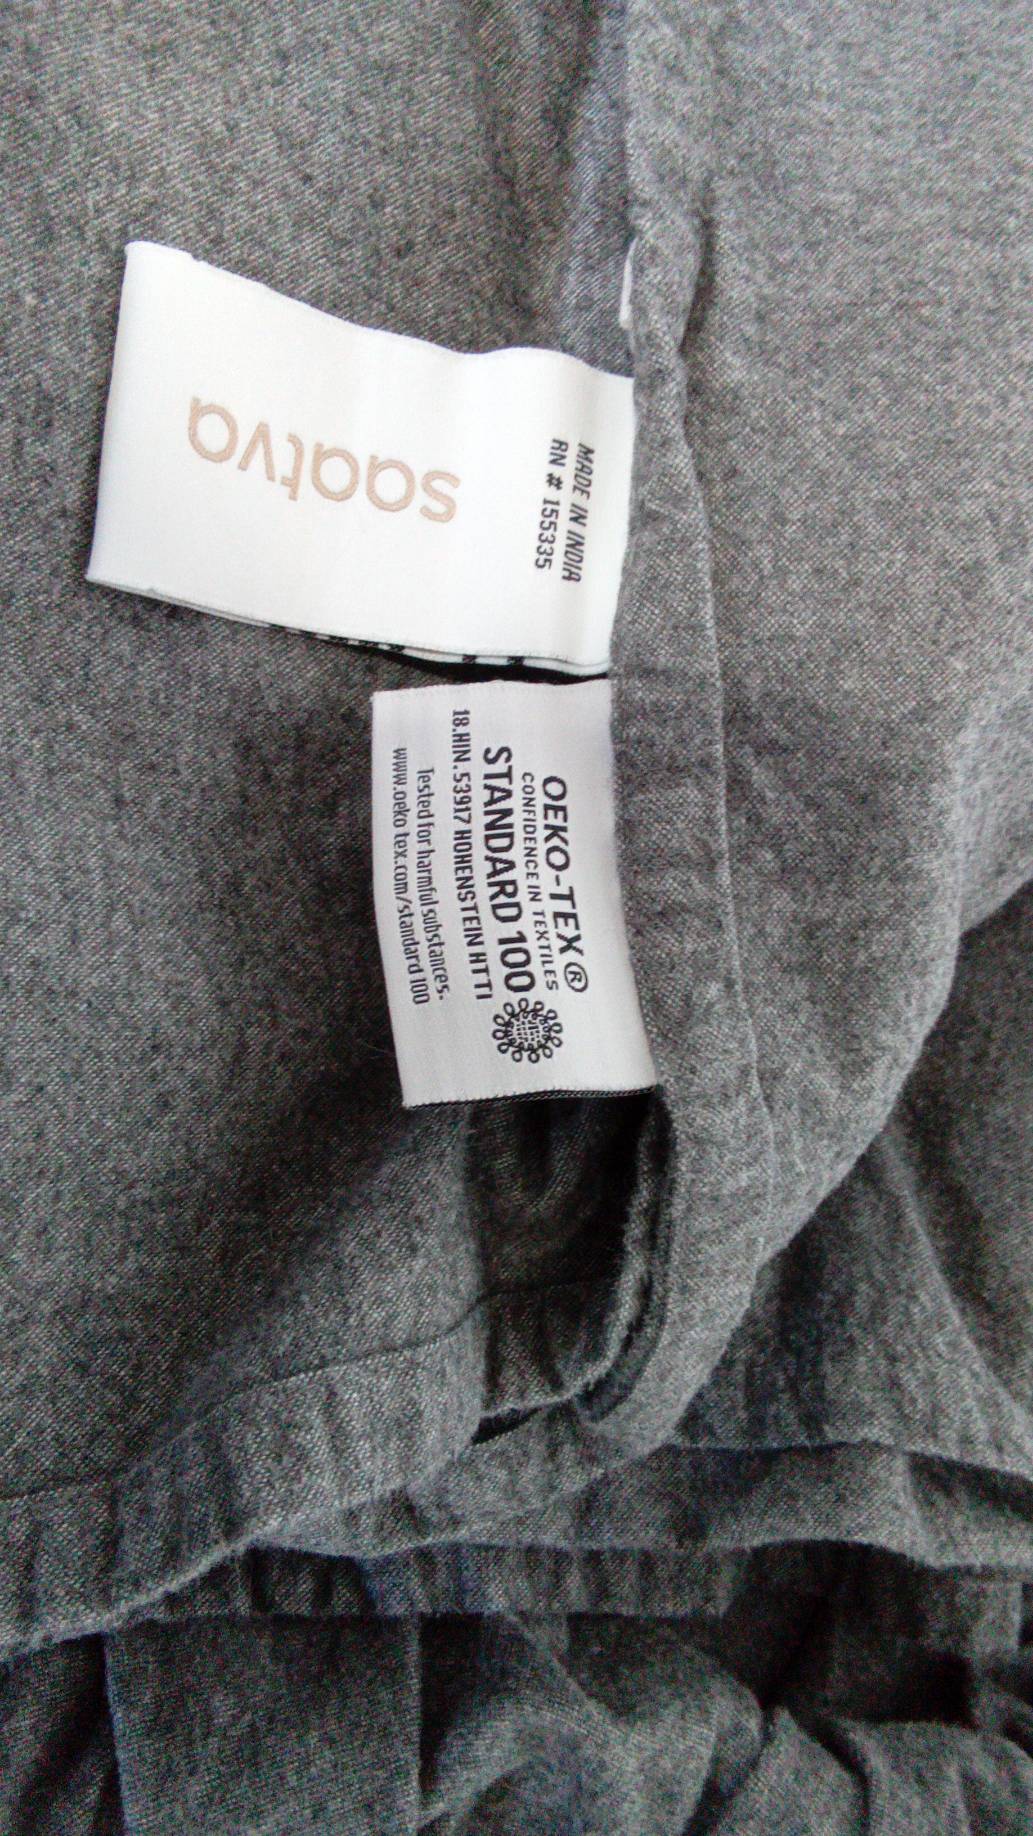 saatva
MADE IN INDIA
RN # 155335
OEKO-TEX®
CONFIDENCE IN TEXTILES
STANDARD 100
18.HIN.53917 HOHENSTEIN HTTI
Tested for harmful substances.
www.oeko tex.com/standard100